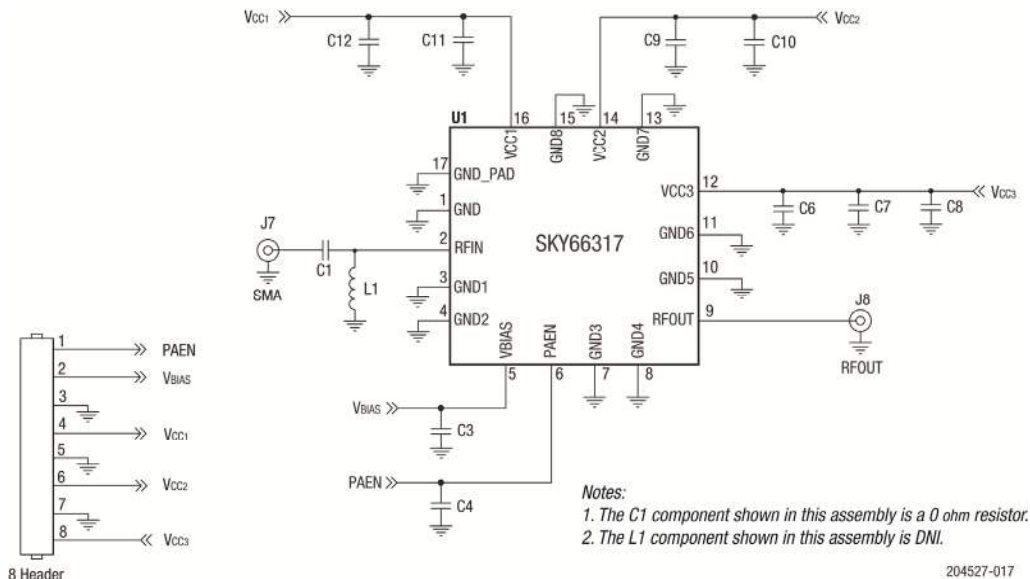 VCC1
VCC2
C12
C11
C9
C10
U1
16
15
14
13
VCC1
GND8
VCC2
GND7
17
GND_PAD
VCC3
12
VCC3
1
GND
C6
C7
C8
J7
2
RFIN
SKY66317
GND6
11
C1
SMA
L1
3
GND1
GND5
10
4
GND2
RFOUT
9
J8
RFOUT
VBIAS
PAEN
GND3
GND4
5
6
7
8
VBIAS
C3
PAEN
C4
1
PAEN
2
VBIAS
3
4
VCC1
5
6
VCC2
7
8
VCC3
8 Header
Notes:
1. The C1 component shown in this assembly is a 0 ohm resistor.
2. The L1 component shown in this assembly is DNI.
204527-017